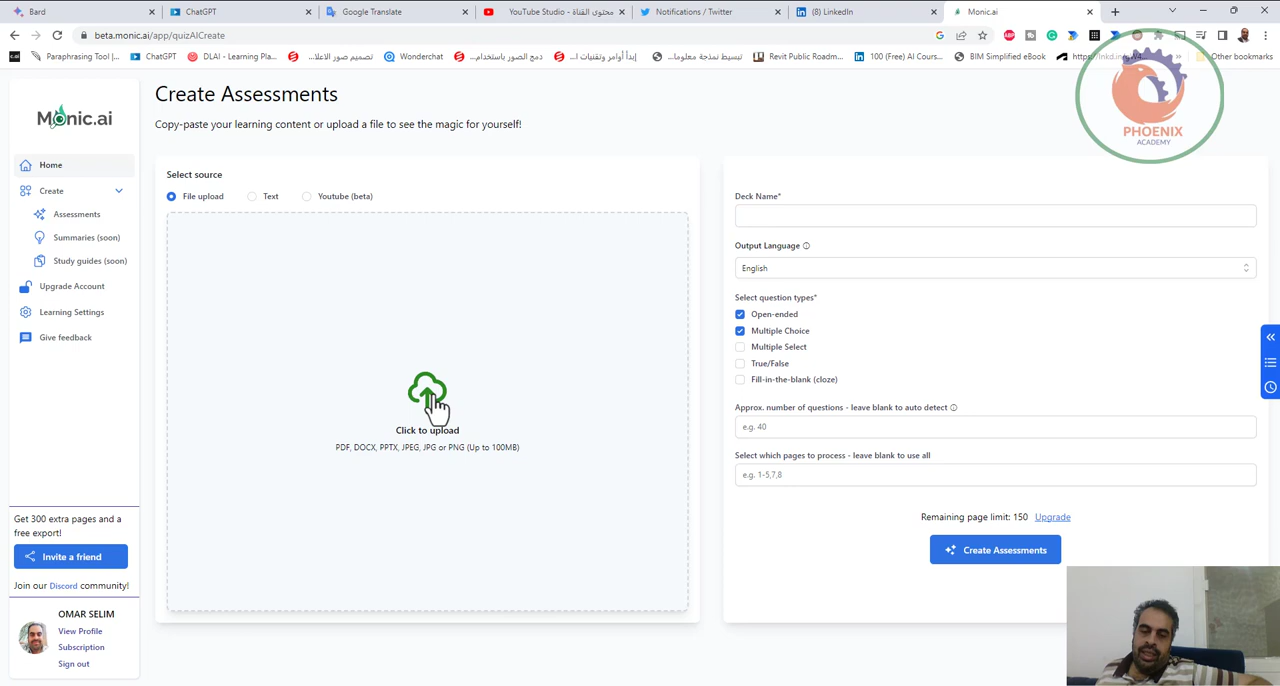 Bard
ChatGPT
Google Translate
YouTube Studio - محتوى القناة
Notifications / Twitter
(8) LinkedIn
Monic.ai
beta.monic.ai/app/quizAICreate
Paraphrasing Tool |...
ChatGPT
DLAI - Learning Pla...
تصميم صور الاعلا...
Wonderchat
دمج الصور باستخدام...
إبدأ أوامر وتقنيات ا...
تبسيط نمذجة معلوما...
Revit Public Roadm...
100 (Free) AI Cours...
BIM Simplified eBook
Other bookmarks
PHOENIX
ACADEMY
Monic.ai
Home
Create
Assessments
Summaries (soon)
Study guides (soon)
Upgrade Account
Learning Settings
Give feedback
Get 300 extra pages and a
free export!
Invite a friend
Join our Discord community!
OMAR SELIM
View Profile
Subscription
Sign out
Create Assessments
Copy-paste your learning content or upload a file to see the magic for yourself!
Select source
File upload
Text
Youtube (beta)
Click to upload
PDF, DOCX, PPTX, JPEG, JPG or PNG (Up to 100MB)
Deck Name*
Output Language
English
Select question types*
Open-ended
Multiple Choice
Multiple Select
True/False
Fill-in-the-blank (cloze)
Approx. number of questions - leave blank to auto detect
e.g. 40
Select which pages to process - leave blank to use all
e.g. 1-5,7,8
Remaining page limit: 150 Upgrade
Create Assessments